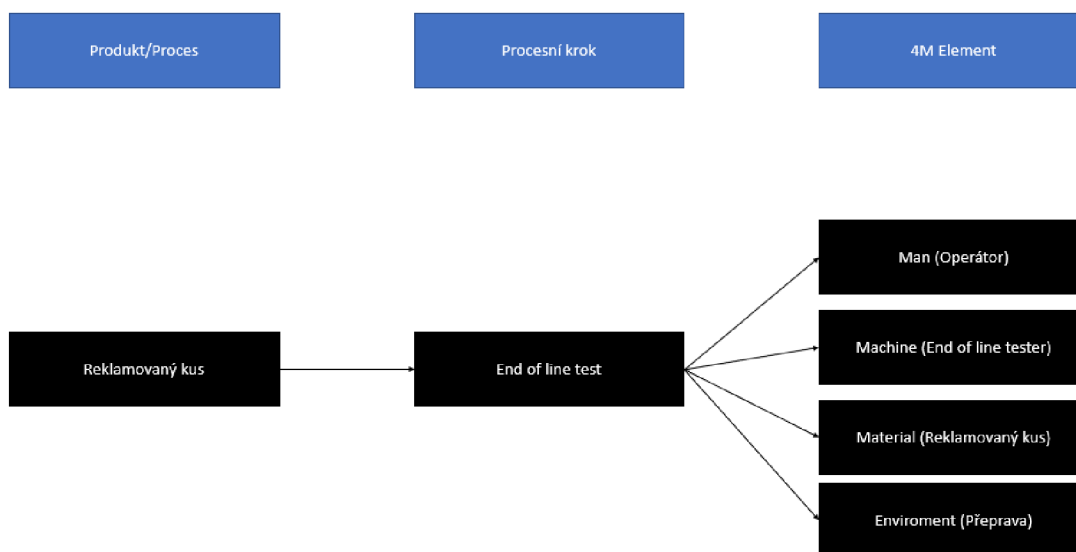 Produkt/Proces
Procesní krok
4M Element
Man (Operátor)
Machine (End of line tester)
Reklamovaný kus
End of line test
Material (Reklamovaný kus)
Enviroment (Přeprava)